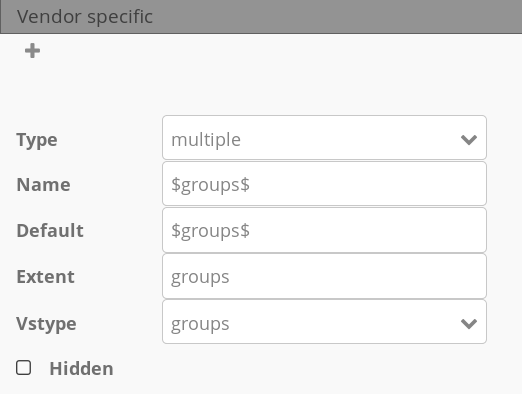 Vendor specific
Type multiple
Name $groups$
Default $groups$
Extent groups
Vstype groups
Hidden